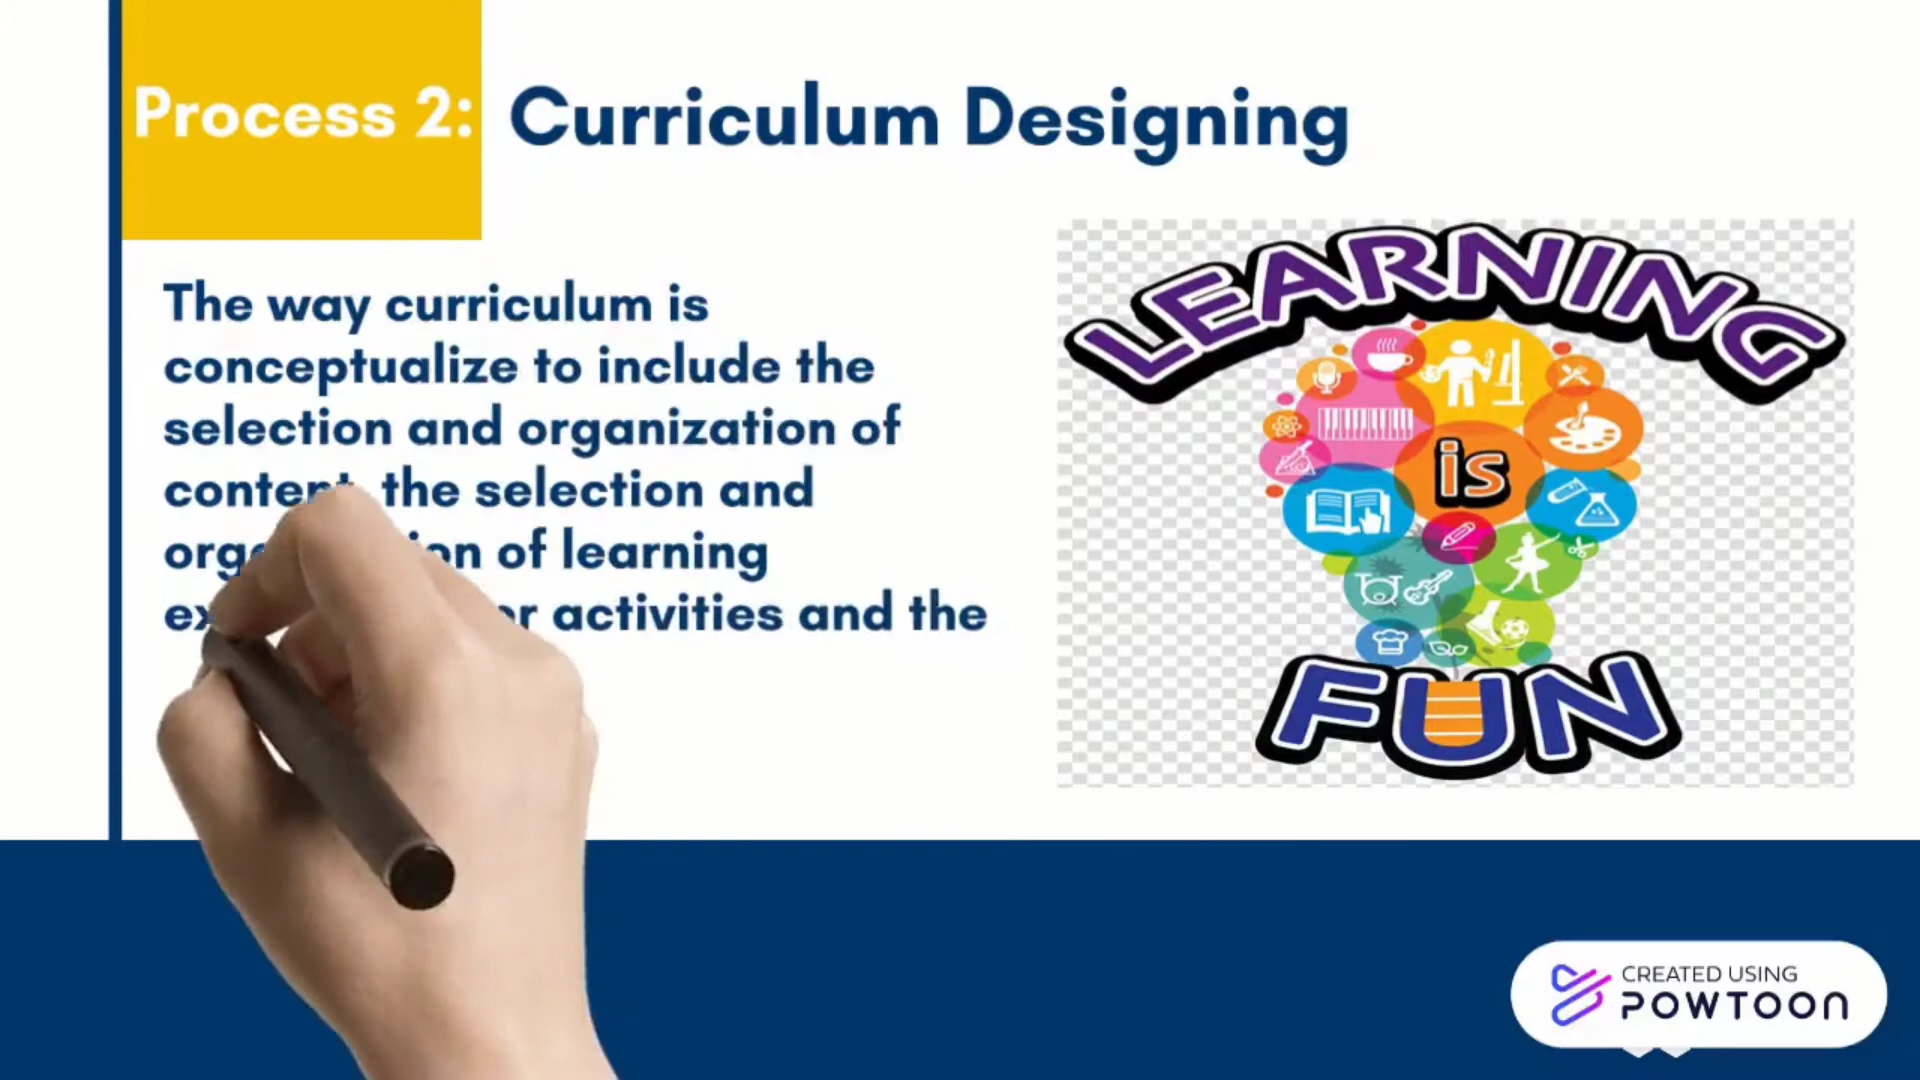 Process 2: Curriculum Designing
The way curriculum is
conceptualize to include the
selection and organization of
content, the selection and
of learning
activities and the
LEARNING
is
FUN
CREATED USING
POWTOON